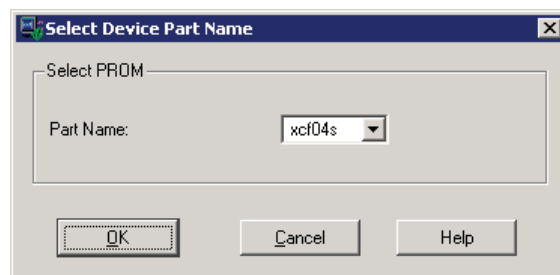 Select Device Part Name
Select PROM
Part Name: xcf04s
OK Cancel Help